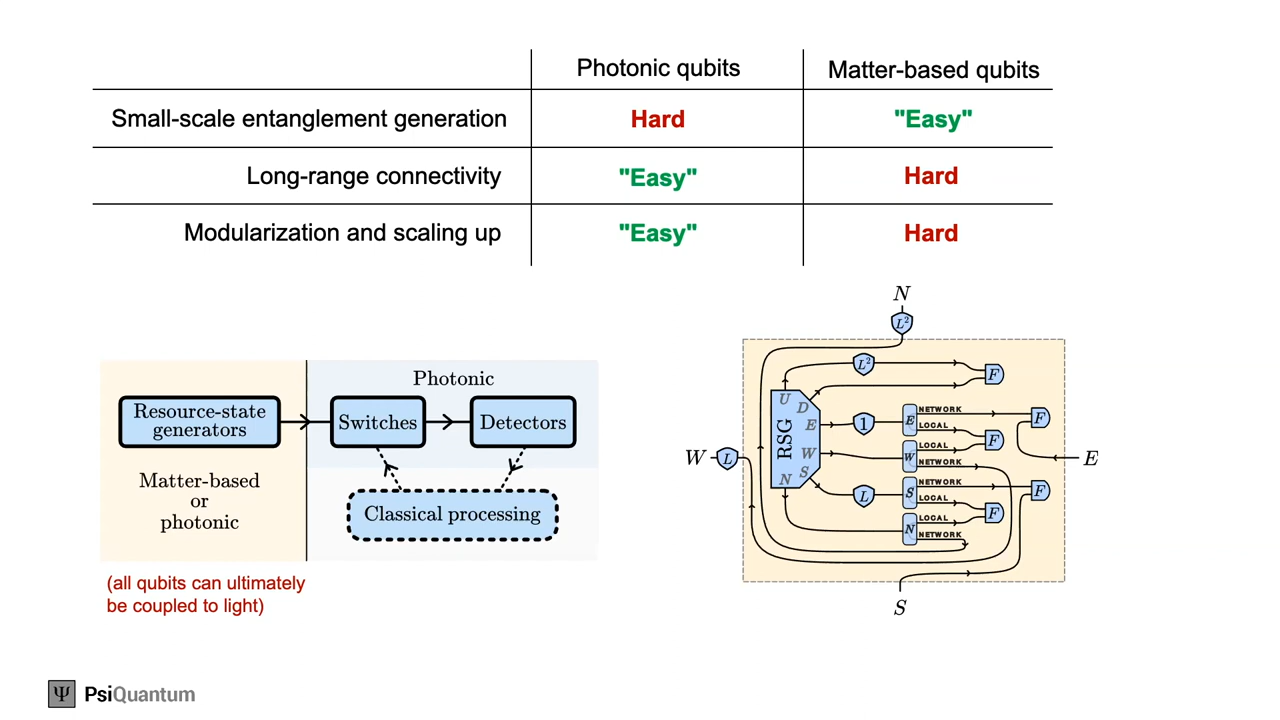 Photonic qubits
Matter-based qubits
Small-scale entanglement generation
Hard
"Easy"
Long-range connectivity
"Easy"
Hard
Modularization and scaling up
"Easy"
Hard
Photonic
Resource-state
generators
Switches
Detectors
Matter-based
or
photonic
Classical processing
(all qubits can ultimately
be coupled to light)
N
L²
L²
F
U
D
E
W
S
N
RSG
1
E
NETWORK
LOCAL
F
F
W
LOCAL
NETWORK
W
L
E
L
S
NETWORK
LOCAL
F
F
N
LOCAL
NETWORK
S
Ψ PsiQuantum